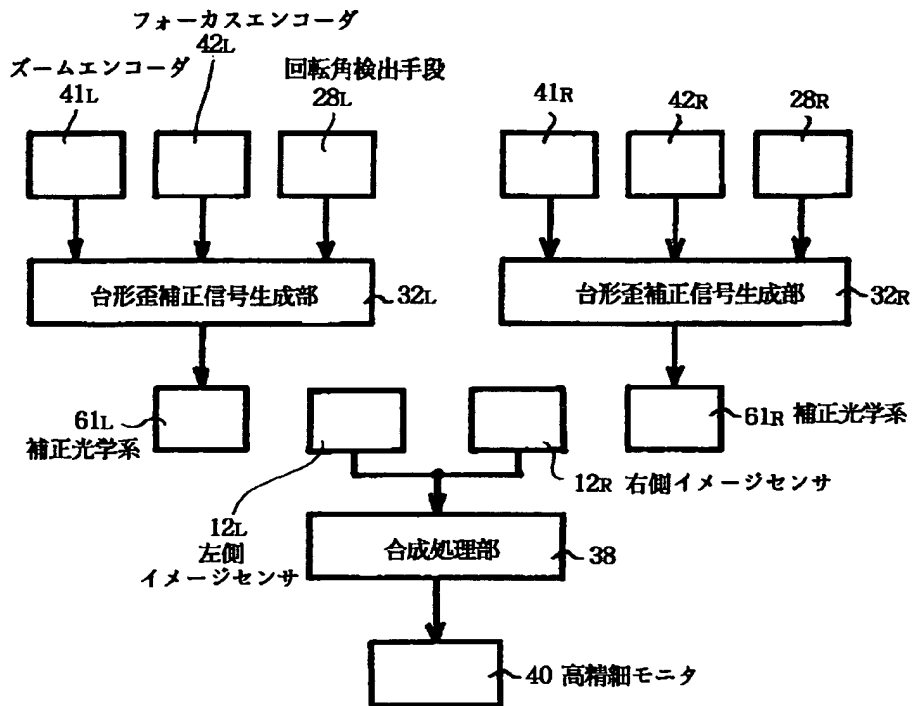 フォーカスエンコーダ
42L
ズームエンコーダ
41L
回転角検出手段
28L
41R
42R
28R
台形歪補正信号生成部
32L
台形歪補正信号生成部
32R
61L
補正光学系
61R 補正光学系
12R 右側イメージセンサ
12L
左側
イメージセンサ
合成処理部
38
40 高精細モニタ